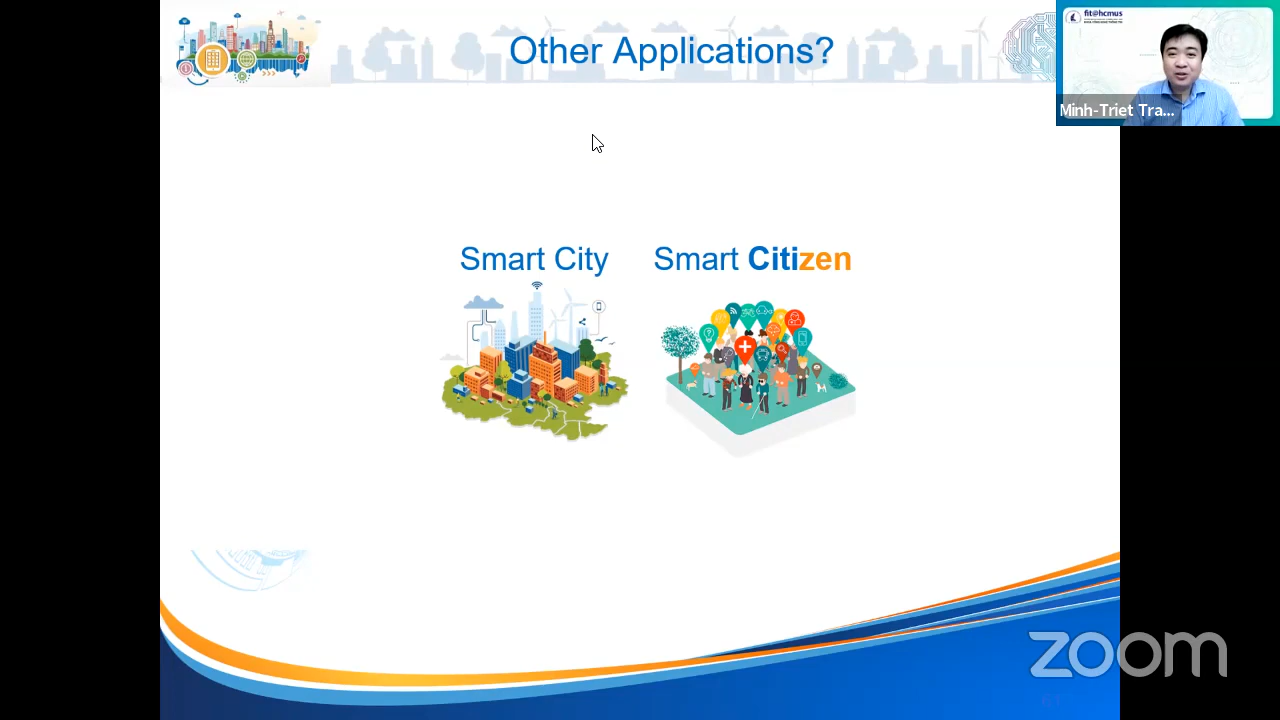 Other Applications?
fit@hcmus
Minh-Triet Tra...
Smart City
Smart Citizen
zoom